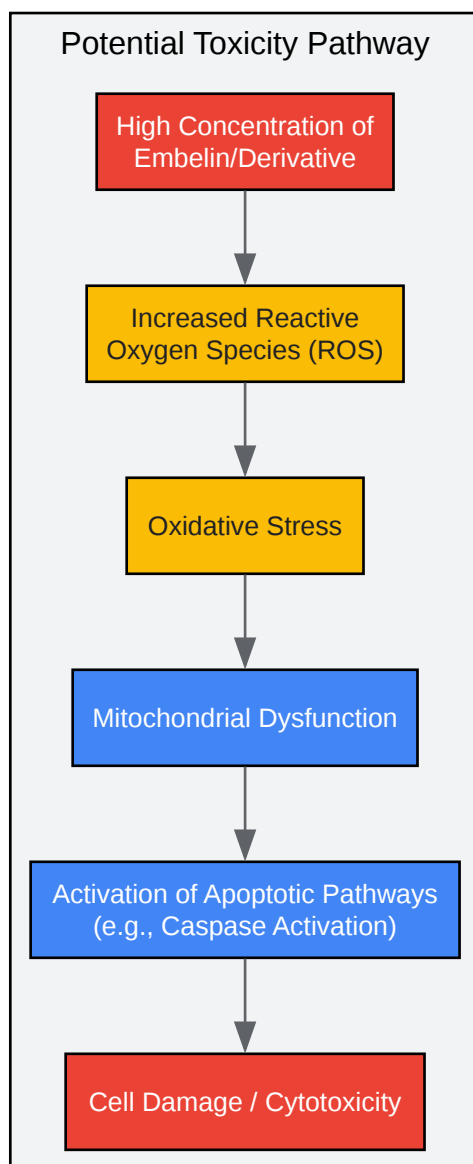 Potential Toxicity Pathway
High Concentration of
Embelin/Derivative
Increased Reactive
Oxygen Species (ROS)
Oxidative Stress
Mitochondrial Dysfunction
Activation of Apoptotic Pathways
(e.g., Caspase Activation)
Cell Damage / Cytotoxicity